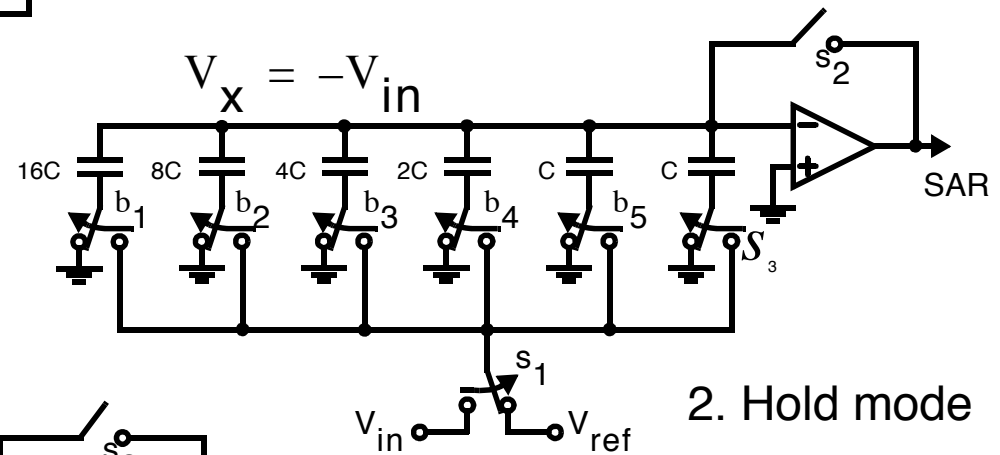 s2
Vx = −Vin
− 
+
SAR
16C 8C 4C 2C C C
b1 b2 b3 b4 b5 S3
s1
Vin Vref
2. Hold mode